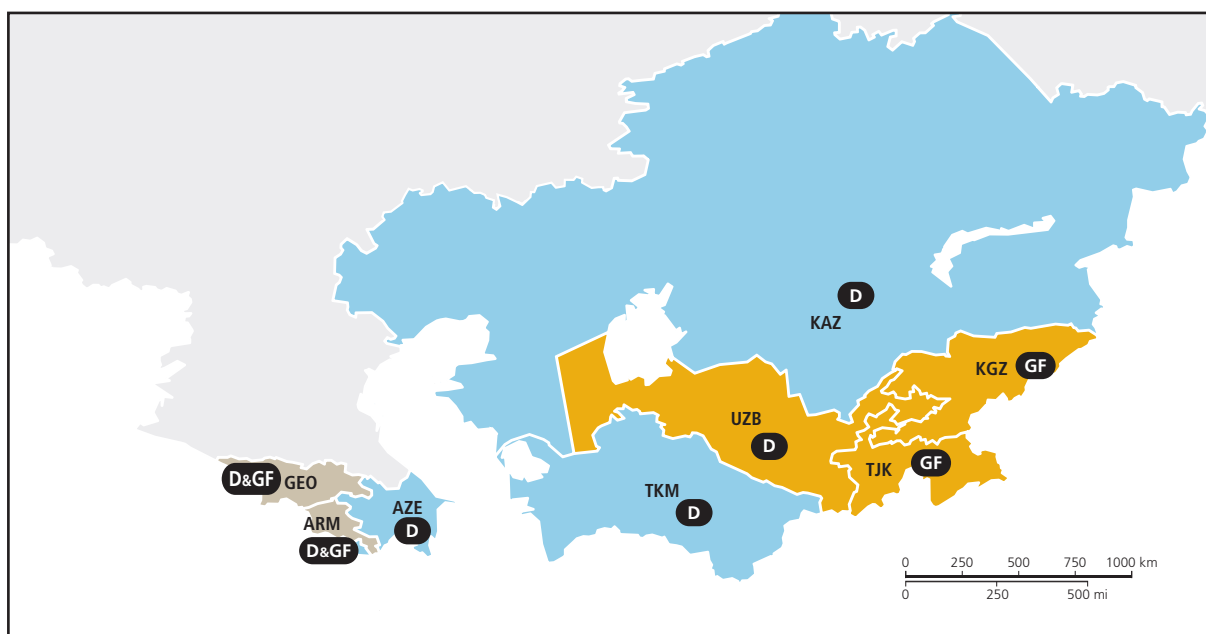 D
KAZ
KGZ
GF
UZB
D
TJK
GF
D&GF
GEO
TKM
D
AZE
D
ARM
D&GF
0 250 500 750 1000 km
0 250 500 mi